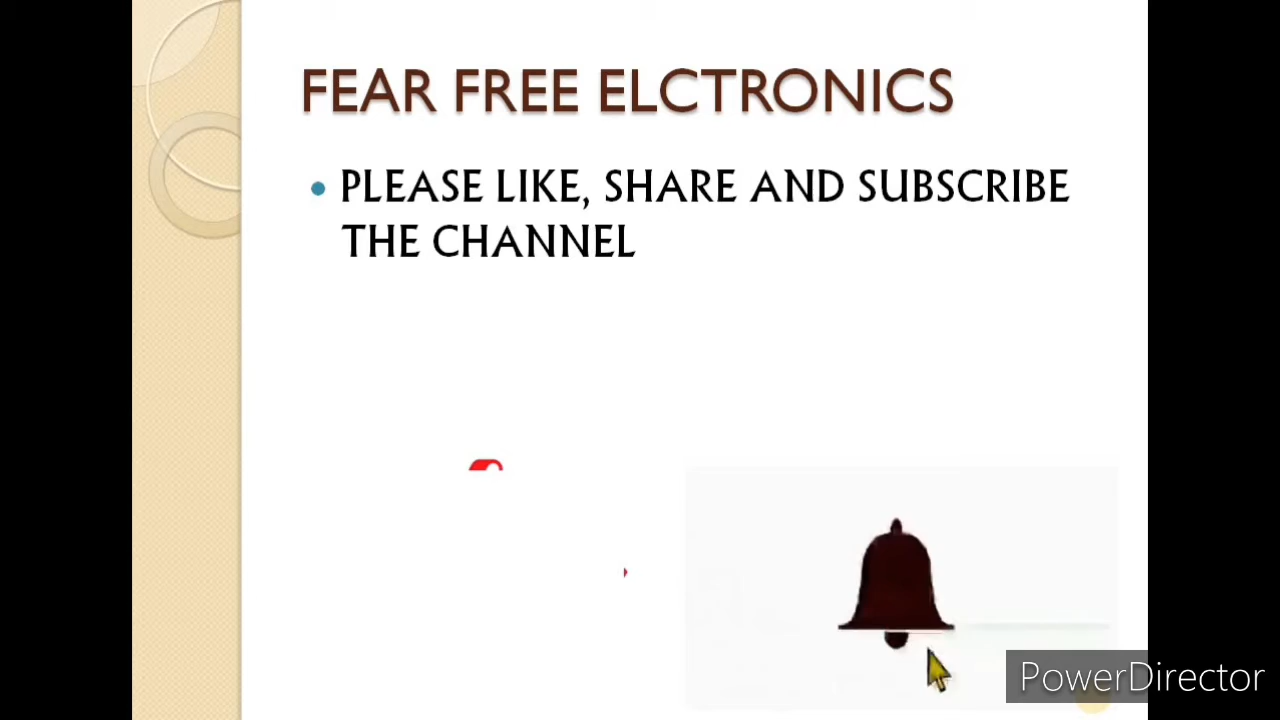 FEAR FREE ELCTRONICS
PLEASE LIKE, SHARE AND SUBSCRIBE
THE CHANNEL
PowerDirector